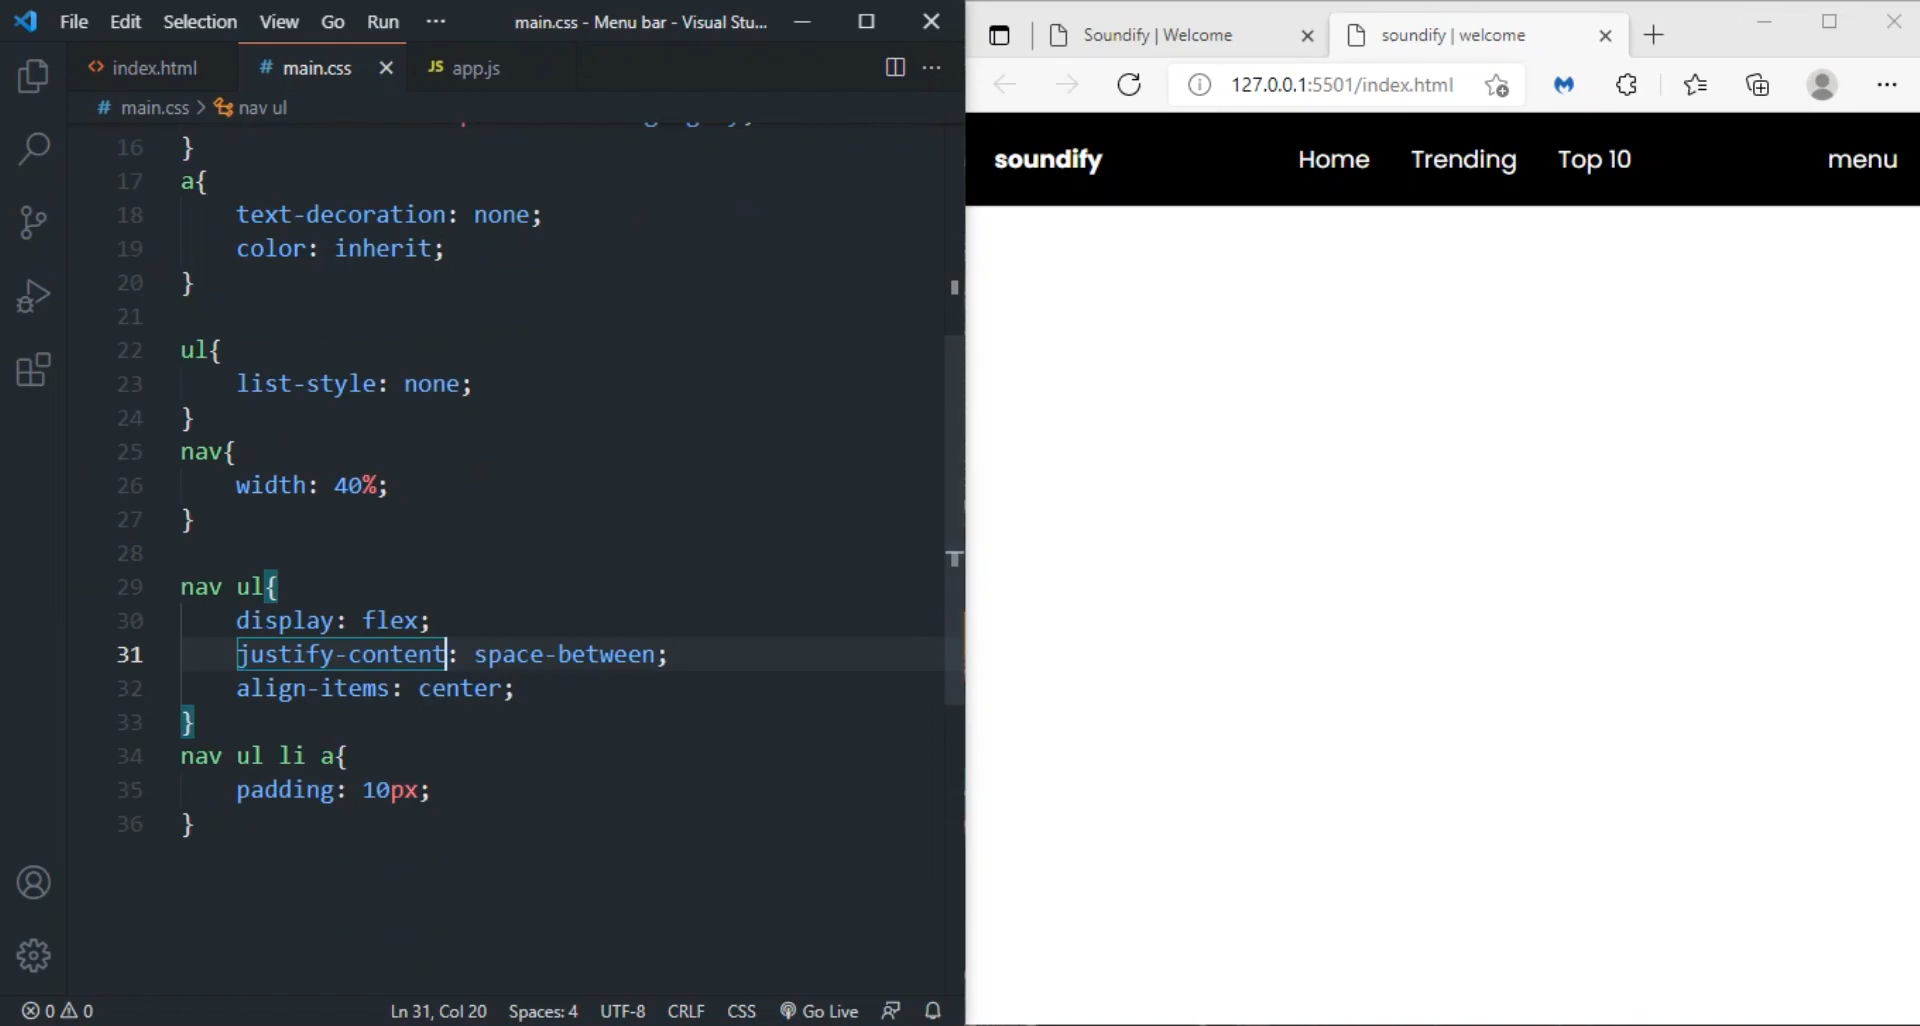 File Edit Selection View Go Run ··· main.css - Menu bar - Visual Stu...
index.html # main.css JS app.js ···
# main.css > nav ul
16 }
17 a{
18 text-decoration: none;
19 color: inherit;
20 }
21
22 ul{
23 list-style: none;
24 }
25 nav{
26 width: 40%;
27 }
28
29 nav ul{
30 display: flex;
31 justify-content: space-between;
32 align-items: center;
33 }
34 nav ul li a{
35 padding: 10px;
36 }
0 0 Ln 31, Col 20 Spaces: 4 UTF-8 CRLF CSS Go Live
Soundify | Welcome soundify | welcome
127.0.0.1:5501/index.html
soundify Home Trending Top 10 menu